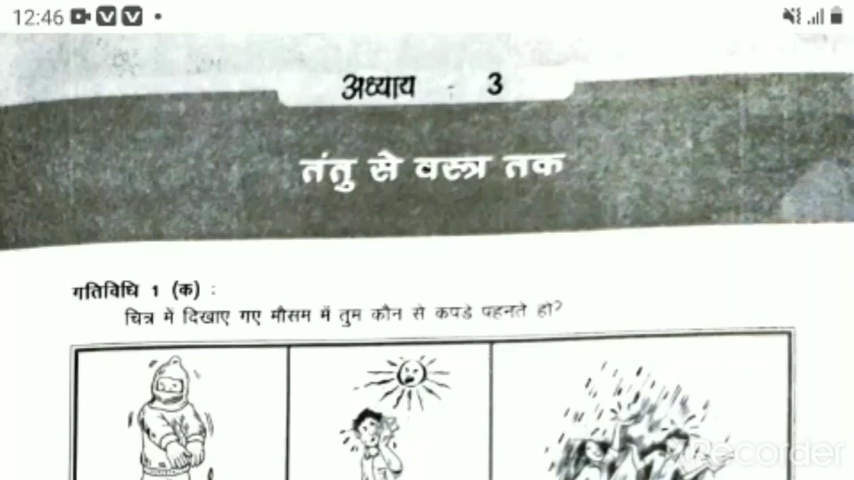 12:46
अध्याय - 3
तंतु से वस्त्र तक
गतिविधि 1 (क) :
चित्र में दिखाए गए मौसम में तुम कौन से कपडे पहनते हो?
Recorder